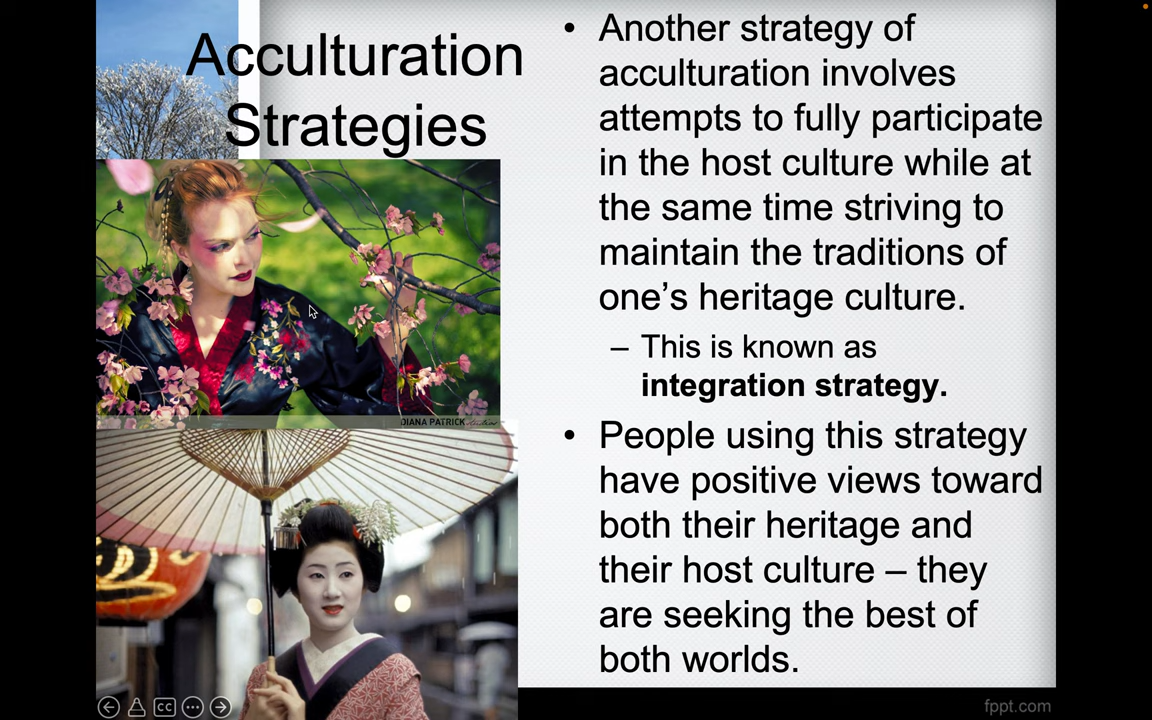 Acculturation
Strategies
• Another strategy of
acculturation involves
attempts to fully participate
in the host culture while at
the same time striving to
maintain the traditions of
one’s heritage culture.
– This is known as
integration strategy.
• People using this strategy
have positive views toward
both their heritage and
their host culture – they
are seeking the best of
both worlds.
DIANA PATRICK
CC
fppt.com